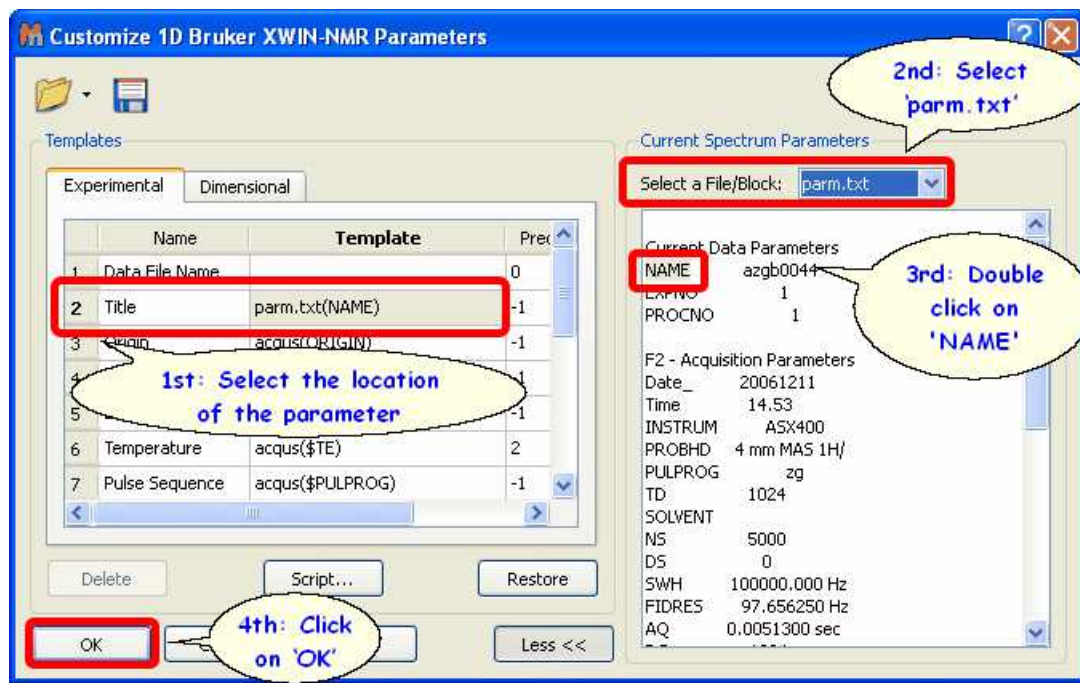 Customize 1D Bruker XWIN-NMR Parameters
2nd: Select
'parm.txt'
Templates
Experimental
Dimensional
Name Template
1 Data File Name 0
2 Title parm.txt(NAME) -1
3 Origin acqus(ORIGIN) -1
1st: Select the location
of the parameter
5 -1
6 Temperature acqus($TE) 2
7 Pulse Sequence acqus($PULPROG) -1
Delete
Script...
Restore
OK
4th: Click
on 'OK'
Less <<
Current Spectrum Parameters
Select a File/Block: parm.txt
Current Data Parameters
NAME azgb0044
EXPNO 1
PROCNO 1
3rd: Double
click on
'NAME'
F2 - Acquisition Parameters
Date_ 20061211
Time 14.53
INSTRUM ASX400
PROBHD 4 mm MAS 1H/
PULPROG zg
TD 1024
SOLVENT
NS 5000
DS 0
SWH 100000.000 Hz
FIDRES 97.656250 Hz
AQ 0.0051300 sec